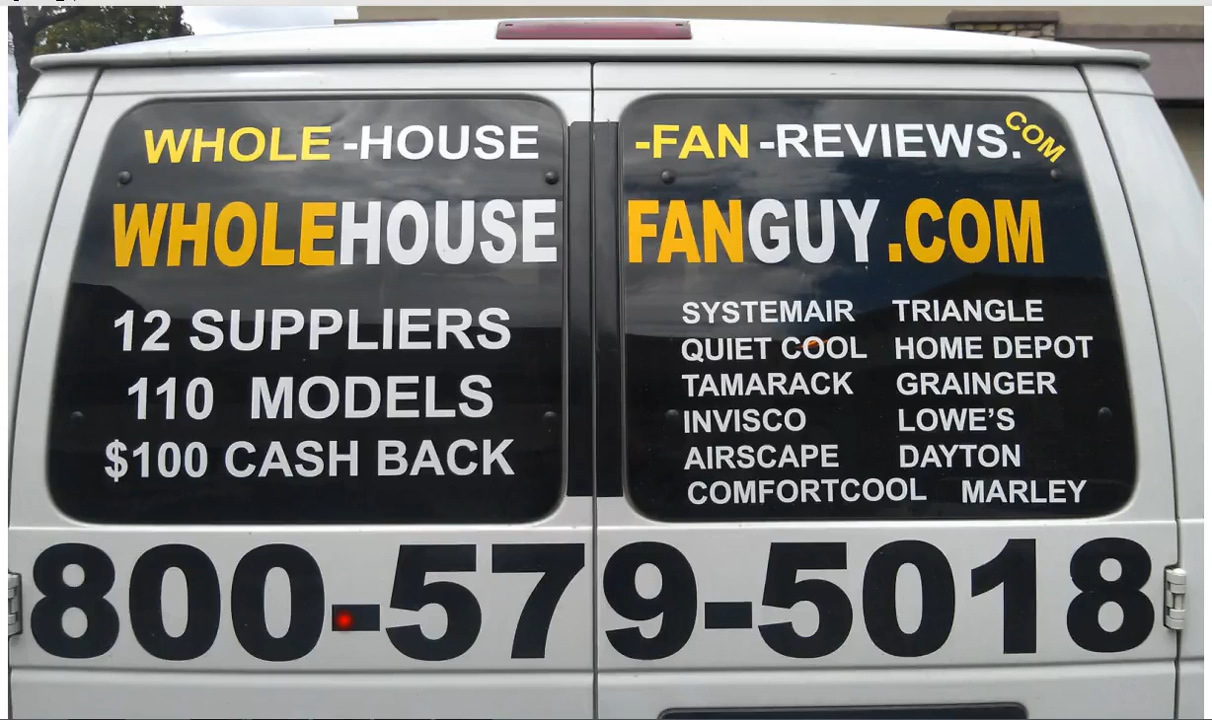 WHOLE -HOUSE -FAN -REVIEWS.COM
WHOLEHOUSE FANGUY.COM
12 SUPPLIERS
110 MODELS
$100 CASH BACK
SYSTEMAIR TRIANGLE
QUIET COOL HOME DEPOT
TAMARACK GRAINGER
INVISCO LOWE'S
AIRSCAPE DAYTON
COMFORTCOOL MARLEY
800-579-5018